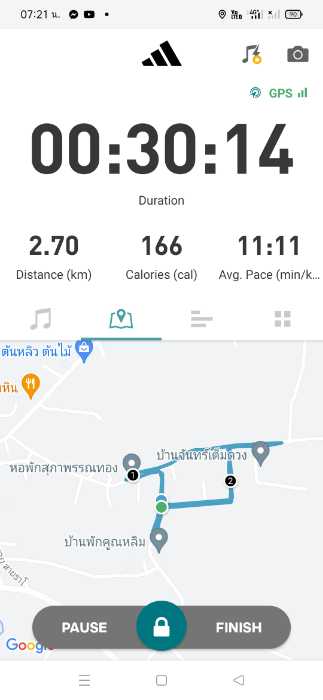 07:21 น.
GPS
00:30:14
Duration
2.70 166 11:11
Distance (km) Calories (cal) Avg. Pace (min/k...
ต้นหลิว ต้นไม้
หิน
บ้านจันทร์เต็มดวง
หอพักสุภาพรรณทอง
1
2
บ้านพักคุณหลิม
Google
PAUSE FINISH